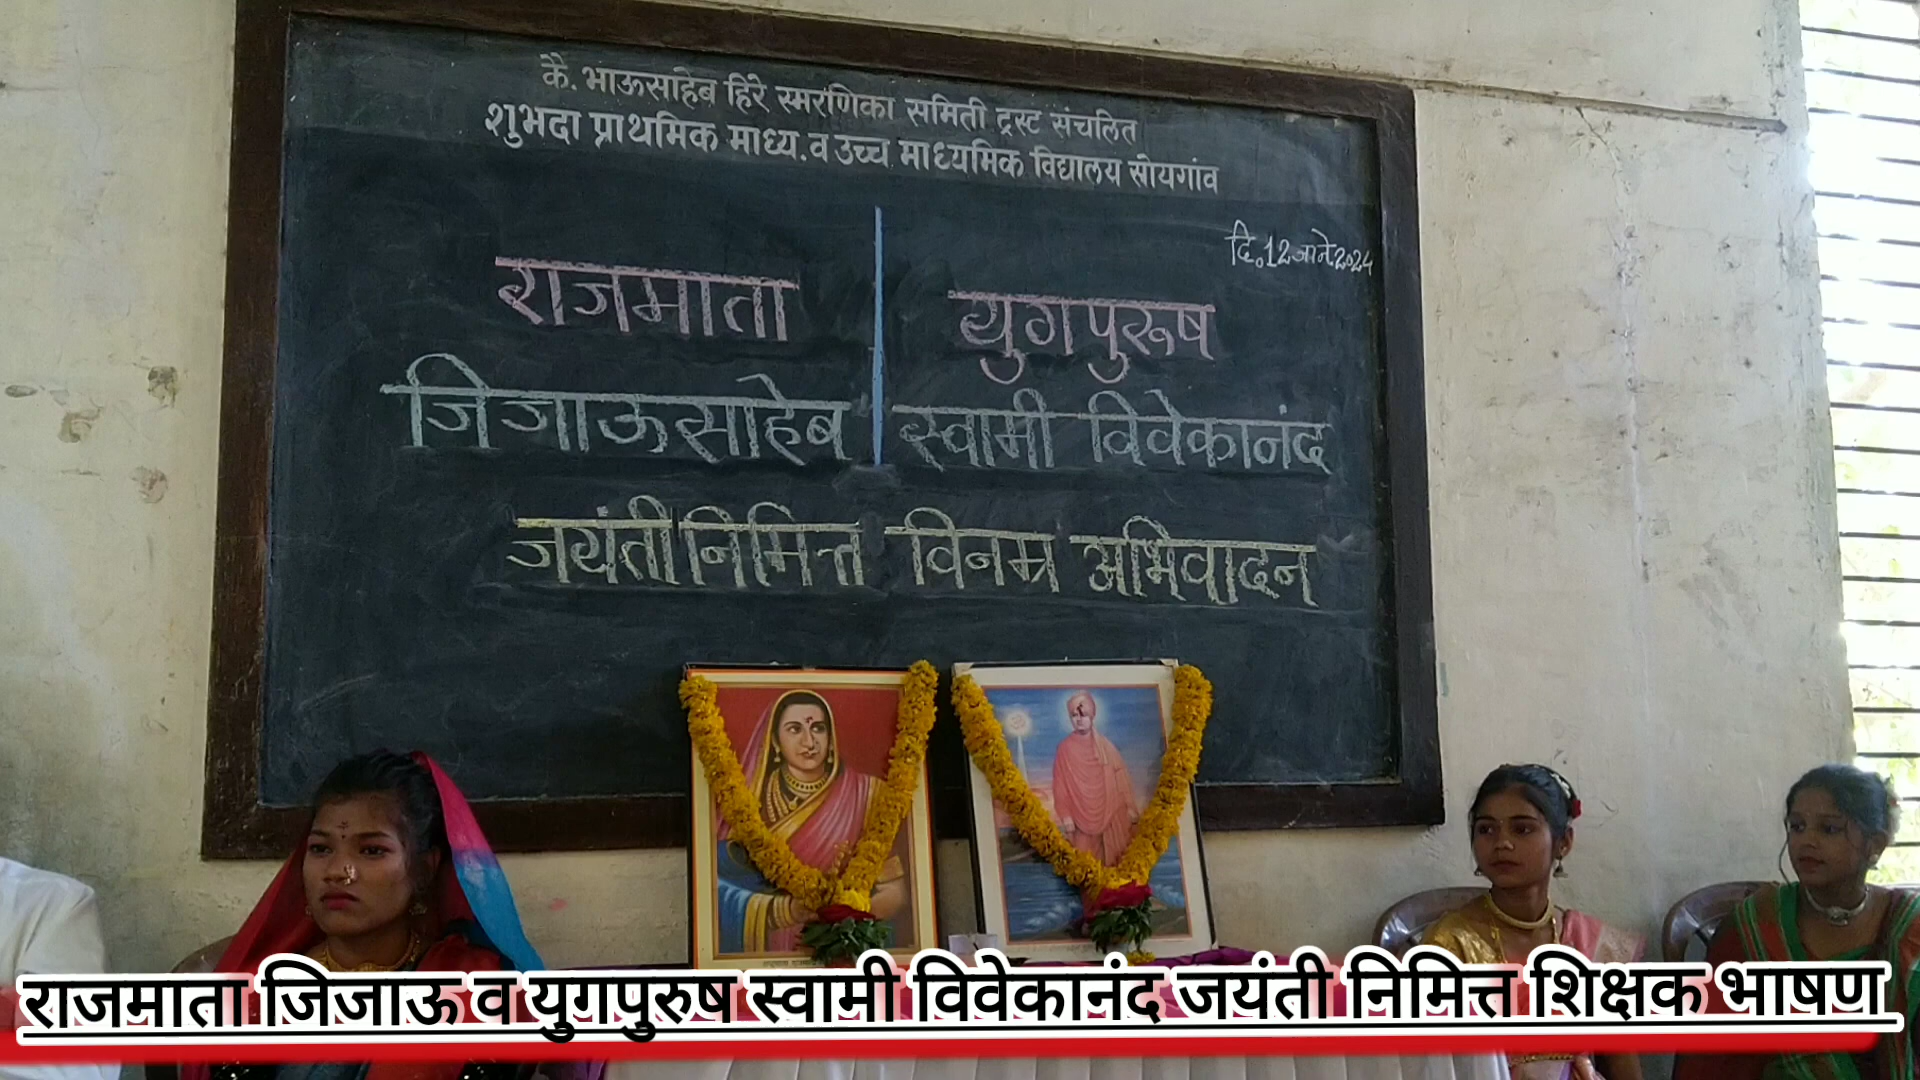 कै. भाऊसाहेब हिरे स्मरणिका समिती ट्रस्ट संचलित
शुभदा प्राथमिक माध्य. व उच्च माध्यमिक विद्यालय सोयगांव
दि. 12 जाने 2024
राजमाता
जिजाऊसाहेब
युगपुरूष
स्वामी विवेकानंद
जयंतीनिमित्त विनम्र अभिवादन
राजमाता जिजाऊ व युगपुरुष स्वामी विवेकानंद जयंती निमित्त शिक्षक भाषण